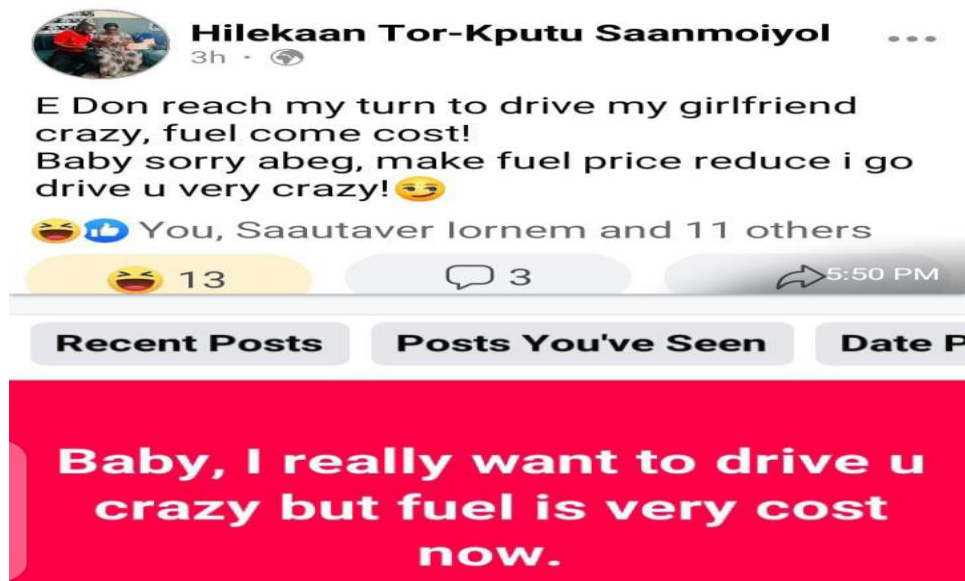 Hilekaan Tor-Kputu Saanmoiyol
3h ·
E Don reach my turn to drive my girlfriend
crazy, fuel come cost!
Baby sorry abeg, make fuel price reduce i go
drive u very crazy!😏
You, Saautaver Iornem and 11 others
13
3
5:50 PM
Recent Posts
Posts You've Seen
Date P
Baby, I really want to drive u
crazy but fuel is very cost
now.